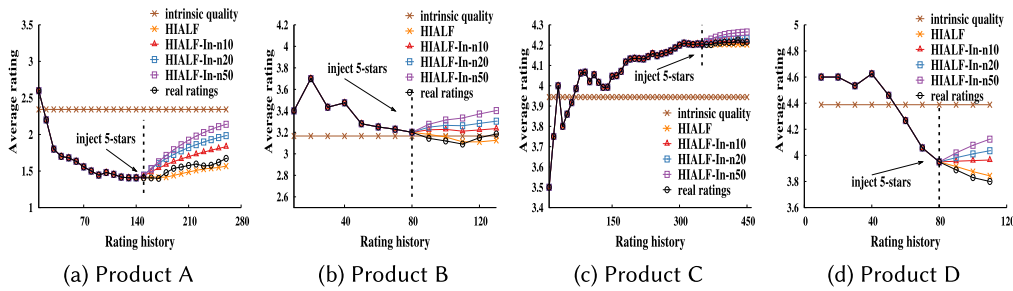 Average rating
3.5
3
2.5
2
1.5
1
70
140
210
260
Rating history
inject 5-stars
intrinsic quality
HIALF
HIALF-In-n10
HIALF-In-n20
HIALF-In-n50
real ratings
(a) Product A
Average rating
4.2
4
3.8
3.6
3.4
3.2
3
2.8
2.6
2.4
40
80
120
Rating history
inject 5-stars
intrinsic quality
HIALF
HIALF-In-n10
HIALF-In-n20
HIALF-In-n50
real ratings
(b) Product B
Average rating
4.3
4.2
4.1
4
3.9
3.8
3.7
3.6
3.5
3.4
150
300
450
Rating history
inject 5-stars
intrinsic quality
HIALF
HIALF-In-n10
HIALF-In-n20
HIALF-In-n50
real ratings
(c) Product C
Average rating
5
4.8
4.6
4.4
4.2
4
3.8
3.6
0
40
80
120
Rating history
inject 5-stars
intrinsic quality
HIALF
HIALF-In-n10
HIALF-In-n20
HIALF-In-n50
real ratings
(d) Product D